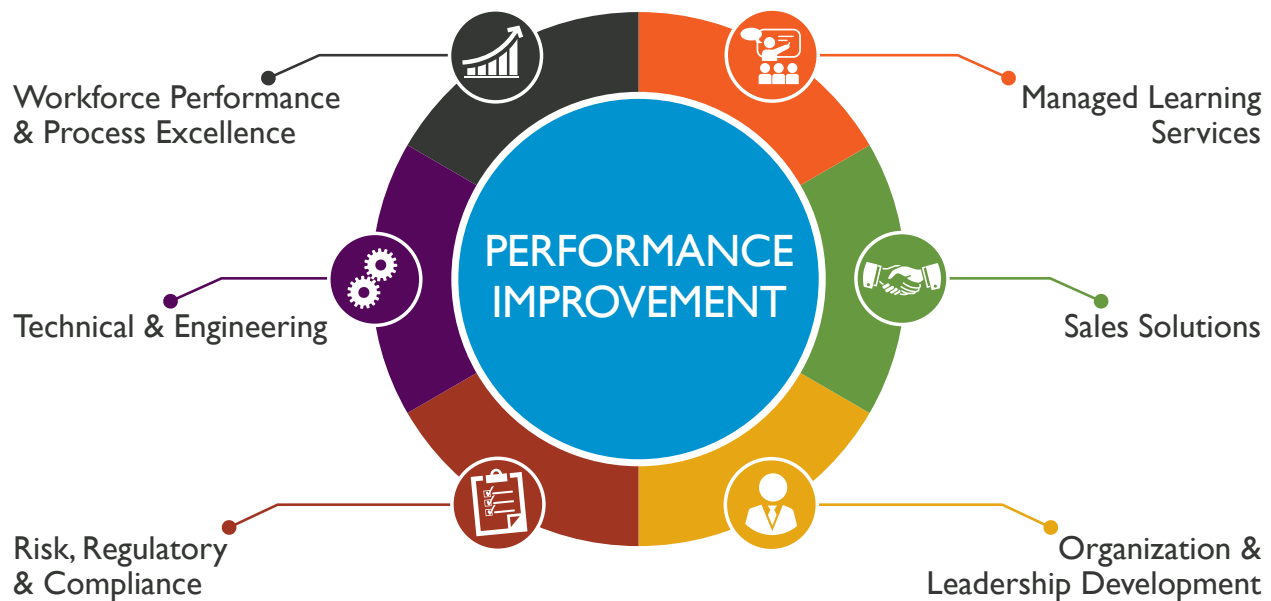 Workforce Performance
& Process Excellence
Managed Learning
Services
PERFORMANCE
IMPROVEMENT
Technical & Engineering
Sales Solutions
Risk, Regulatory
& Compliance
Organization &
Leadership Development